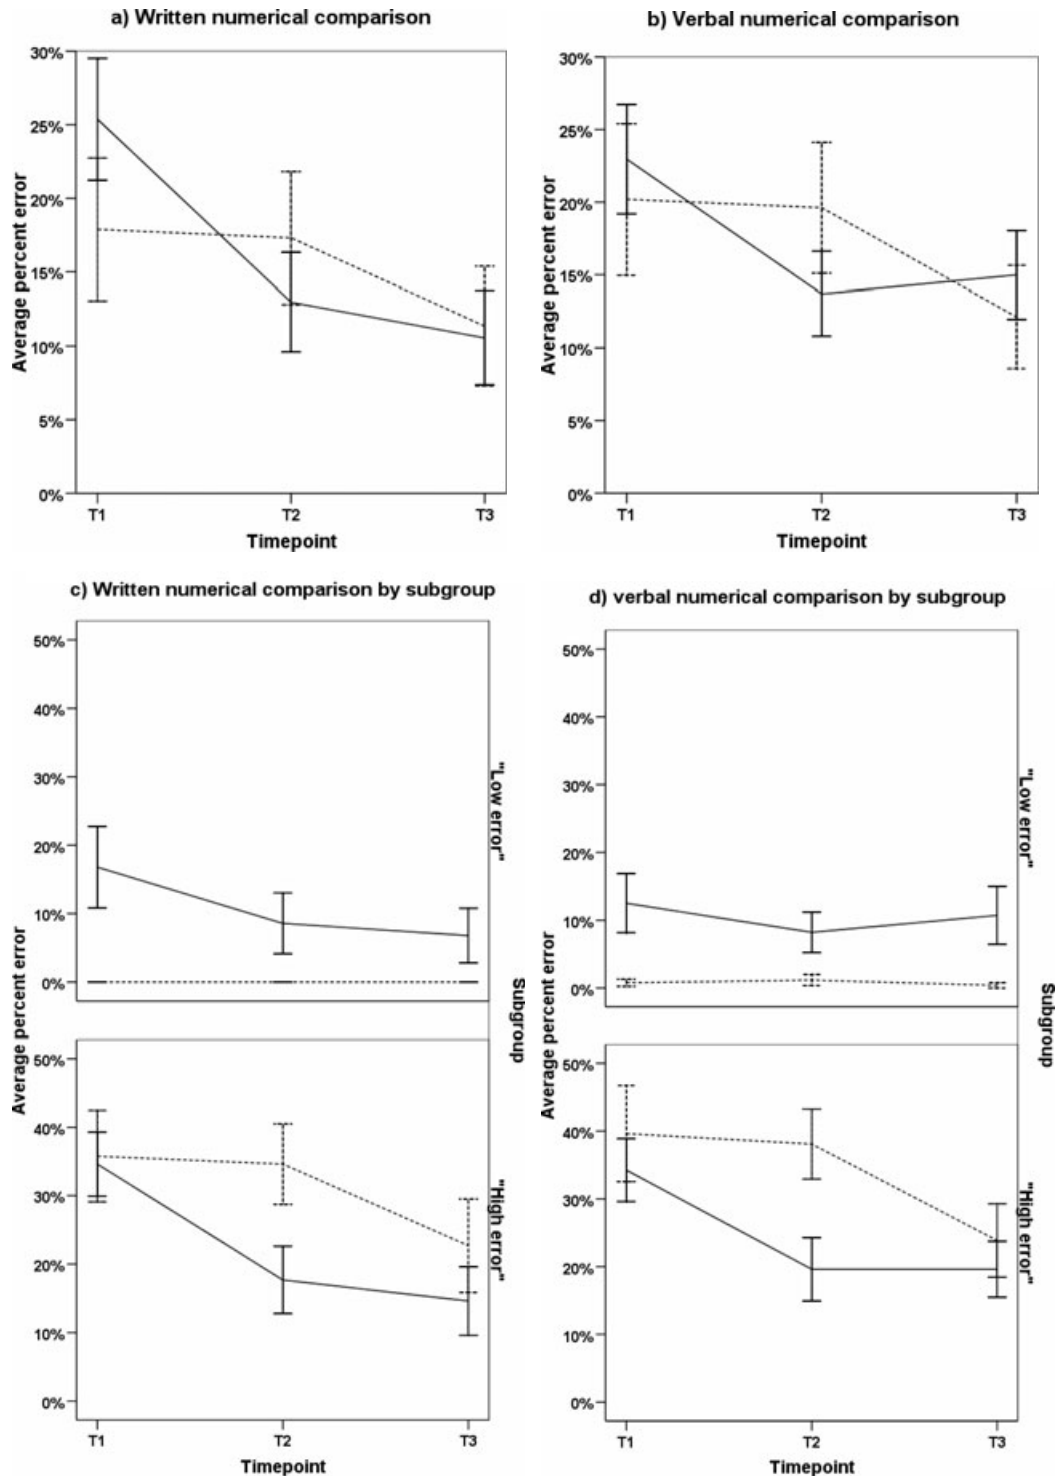 a) Written numerical comparison
Average percent error
30%
25%
20%
15%
10%
5%
0%
T1
T2
T3
Timepoint
b) Verbal numerical comparison
Average percent error
30%
25%
20%
15%
10%
5%
0%
T1
T2
T3
Timepoint
c) Written numerical comparison by subgroup
Average percent error
50%
40%
30%
20%
10%
0%
"Low error"
50%
40%
30%
20%
10%
0%
"High error"
Subgroup
T1
T2
T3
Timepoint
d) verbal numerical comparison by subgroup
Average percent error
50%
40%
30%
20%
10%
0%
"Low error"
50%
40%
30%
20%
10%
0%
"High error"
Subgroup
T1
T2
T3
Timepoint